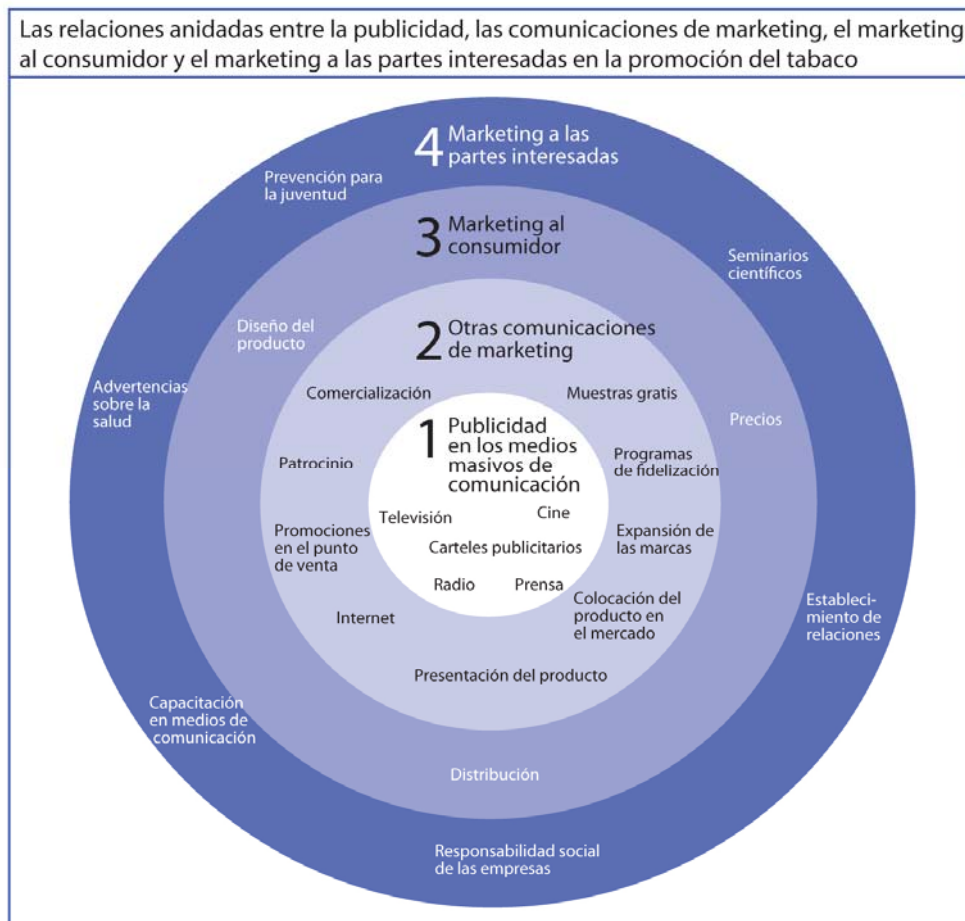 Las relaciones anidadas entre la publicidad, las comunicaciones de marketing, el marketing
al consumidor y el marketing a las partes interesadas en la promoción del tabaco
4 Marketing a las
partes interesadas
Prevención para
la juventud
Seminarios
científicos
Advertencias
sobre la
salud
Estableci-
miento de
relaciones
Capacitación
en medios de
comunicación
Responsabilidad social
de las empresas
3 Marketing al
consumidor
Diseño del
producto
Precios
Distribución
2 Otras comunicaciones
de marketing
Comercialización
Muestras gratis
Patrocinio
Programas
de fidelización
Promociones
en el punto
de venta
Expansión de
las marcas
Internet
Colocación del
producto en
el mercado
Presentación del producto
1 Publicidad
en los medios
masivos de
comunicación
Televisión
Cine
Carteles publicitarios
Radio
Prensa